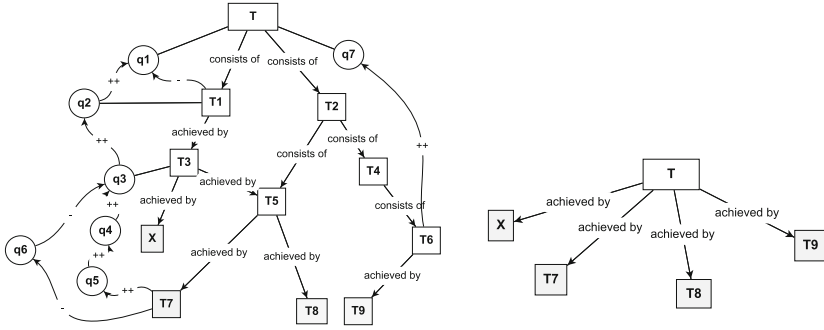 T
q1
q7
consists of
consists of
++
-
q2
T1
T2
achieved by
consists of
++
++
consists of
T3
T4
q3
achieved by
achieved by
T5
consists of
-
++
q4
X
T6
q6
++
achieved by
achieved by
achieved by
q5
++
T7
T8
T9
-
T
achieved by
X
achieved by
achieved by
achieved by
T9
T7
T8